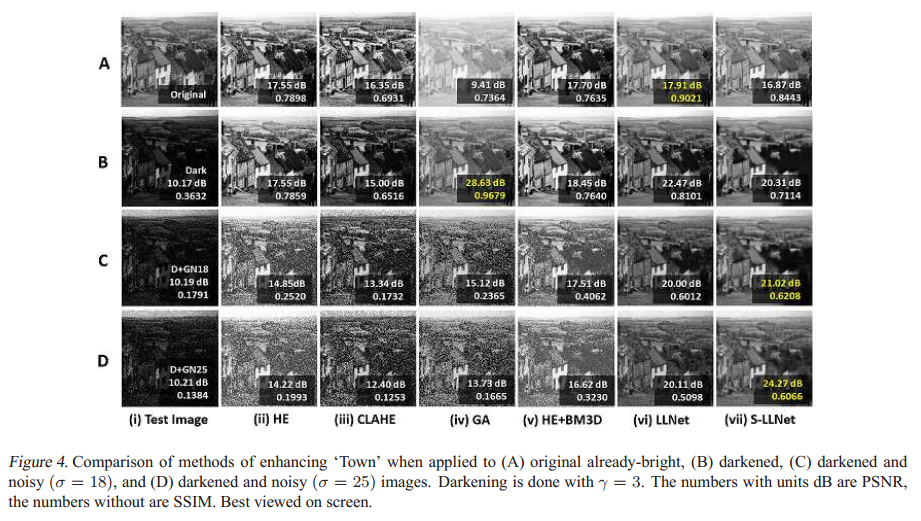 A
Original
17.55 dB
0.7898
16.35 dB
0.6931
9.41 dB
0.7364
17.70 dB
0.7635
17.91 dB
0.9021
16.87 dB
0.8443
B
Dark
10.17 dB
0.3632
17.55 dB
0.7859
15.00 dB
0.6516
28.63 dB
0.9679
18.45 dB
0.7640
22.47 dB
0.8101
20.31 dB
0.7114
C
D+GN18
10.19 dB
0.1791
14.85dB
0.2520
13.34 dB
0.1732
15.12 dB
0.2365
17.51 dB
0.4062
20.00 dB
0.6012
21.02 dB
0.6208
D
D+GN25
10.21 dB
0.1384
14.22 dB
0.1993
12.40 dB
0.1253
13.73 dB
0.1665
16.62 dB
0.3230
20.11 dB
0.5098
24.27 dB
0.6066
(i) Test Image (ii) HE (iii) CLAHE (iv) GA (v) HE+BM3D (vi) LLNet (vii) S-LLNet
Figure 4. Comparison of methods of enhancing ‘Town’ when applied to (A) original already-bright, (B) darkened, (C) darkened and
noisy (σ = 18), and (D) darkened and noisy (σ = 25) images. Darkening is done with γ = 3. The numbers with units dB are PSNR,
the numbers without are SSIM. Best viewed on screen.